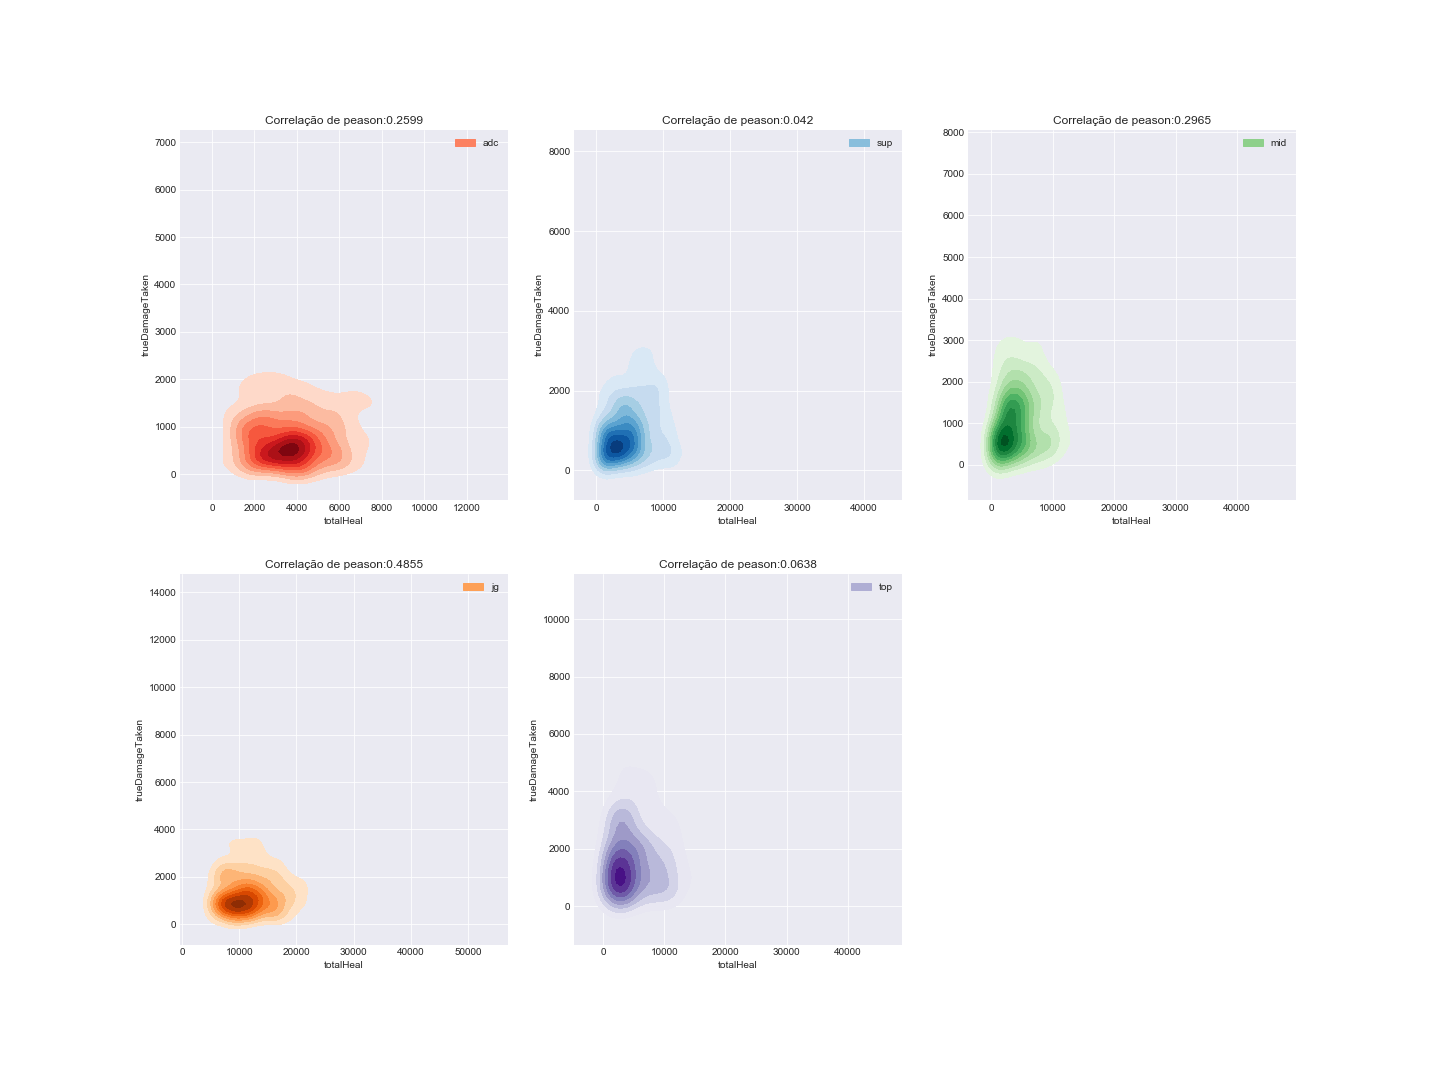 Correlação de peason:0.2599
adc
7000
6000
5000
4000
3000
2000
1000
0
trueDamageTaken
0 2000 4000 6000 8000 10000 12000
totalHeal
Correlação de peason:0.042
sup
8000
6000
4000
2000
0
trueDamageTaken
0 10000 20000 30000 40000
totalHeal
Correlação de peason:0.2965
mid
8000
7000
6000
5000
4000
3000
2000
1000
0
trueDamageTaken
0 10000 20000 30000 40000
totalHeal
Correlação de peason:0.4855
jg
14000
12000
10000
8000
6000
4000
2000
0
trueDamageTaken
0 10000 20000 30000 40000 50000
totalHeal
Correlação de peason:0.0638
top
10000
8000
6000
4000
2000
0
trueDamageTaken
0 10000 20000 30000 40000
totalHeal